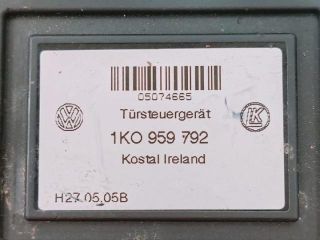 05074665
Türsteuergerät
1K0 959 792
Kostal Ireland
H27.05.05B